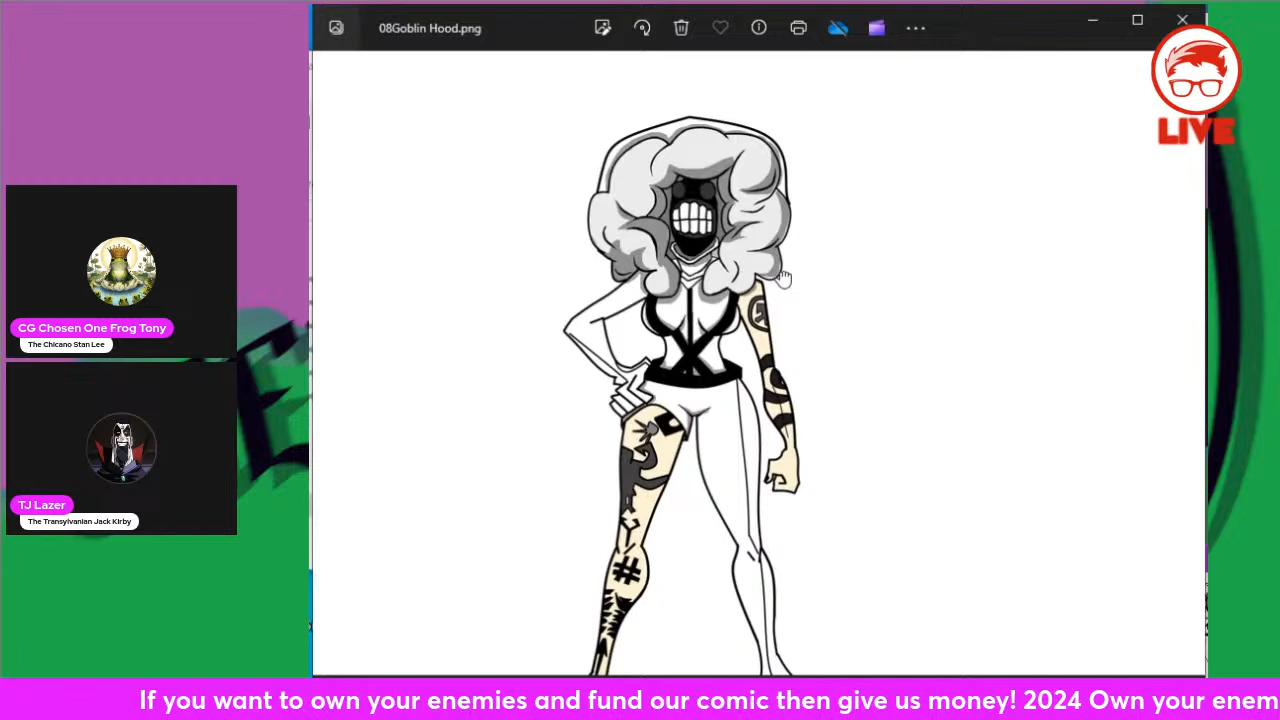 08Goblin Hood.png
LIVE
CG Chosen One Frog Tony
The Chicano Stan Lee
TJ Lazer
The Transylvanian Jack Kirby
#
If you want to own your enemies and fund our comic then give us money! 2024 Own your enem